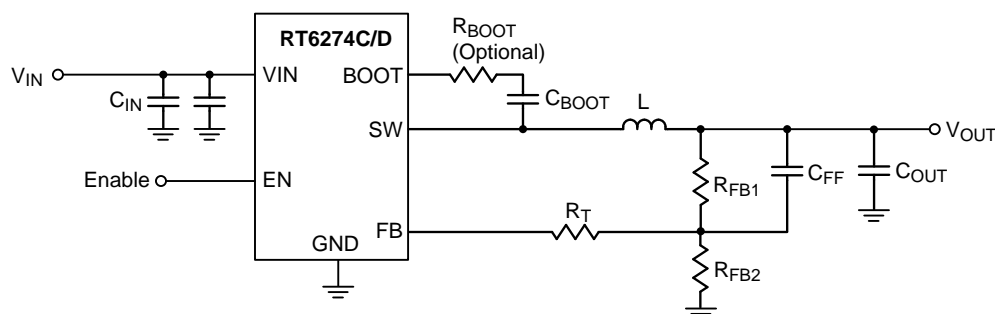 RT6274C/D
RBOOT
(Optional)
VIN
VIN
BOOT
CIN
CBOOT
L
SW
VOUT
Enable
EN
RFB1
CFF
COUT
RT
FB
GND
RFB2